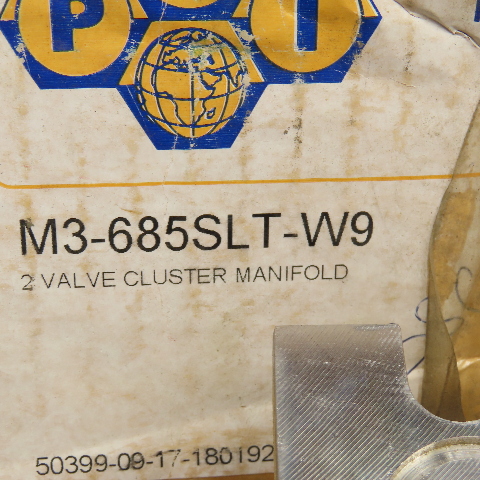 P G I
M3-685SLT-W9
2 VALVE CLUSTER MANIFOLD
50399-09-17-180192